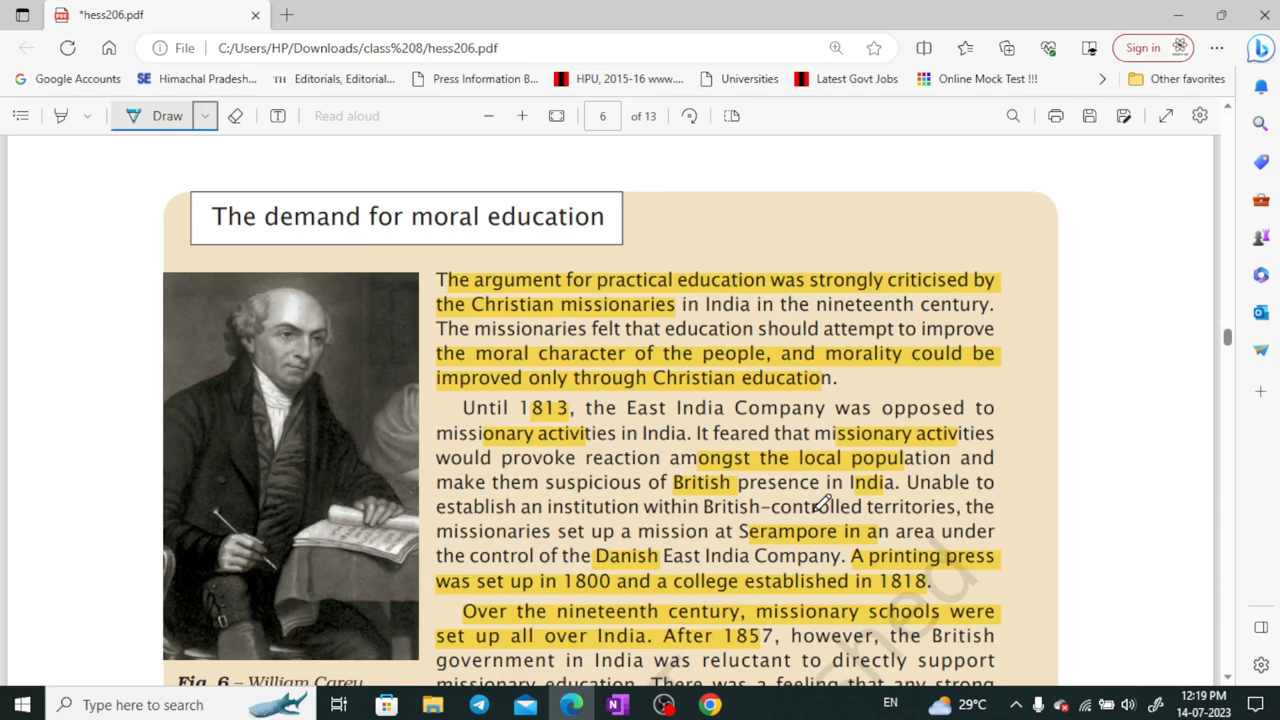 *hess206.pdf
File C:/Users/HP/Downloads/class%208/hess206.pdf
Sign in
Google Accounts SE Himachal Pradesh... TH Editorials, Editorial... Press Information B... HPU, 2015-16 www.... Universities Latest Govt Jobs Online Mock Test !!! Other favorites
Draw Read aloud 6 of 13
The demand for moral education
The argument for practical education was strongly criticised by
the Christian missionaries in India in the nineteenth century.
The missionaries felt that education should attempt to improve
the moral character of the people, and morality could be
improved only through Christian education.
Until 1813, the East India Company was opposed to
missionary activities in India. It feared that missionary activities
would provoke reaction amongst the local population and
make them suspicious of British presence in India. Unable to
establish an institution within British-controlled territories, the
missionaries set up a mission at Serampore in an area under
the control of the Danish East India Company. A printing press
was set up in 1800 and a college established in 1818.
Over the nineteenth century, missionary schools were
set up all over India. After 1857, however, the British
government in India was reluctant to directly support
missionary education. There was a feeling that any strong
Fig. 6 – William Carey
Type here to search
29°C
EN
12:19 PM
14-07-2023